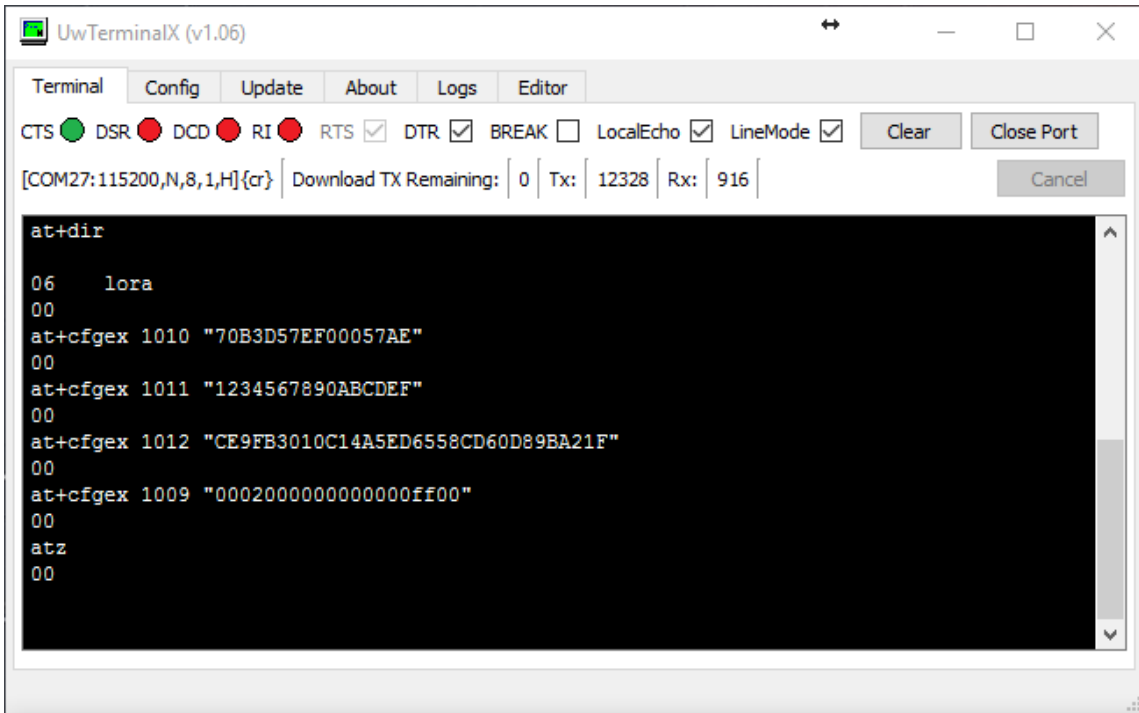 UwTerminalX (v1.06)
Terminal Config Update About Logs Editor
CTS DSR DCD RI RTS DTR BREAK LocalEcho LineMode Clear Close Port
[COM27:115200,N,8,1,H]{cr} Download TX Remaining: 0 Tx: 12328 Rx: 916 Cancel
at+dir
06 lora
00
at+cfgex 1010 "70B3D57EF00057AE"
00
at+cfgex 1011 "1234567890ABCDEF"
00
at+cfgex 1012 "CE9FB3010C14A5ED6558CD60D89BA21F"
00
at+cfgex 1009 "0002000000000000ff00"
00
atz
00